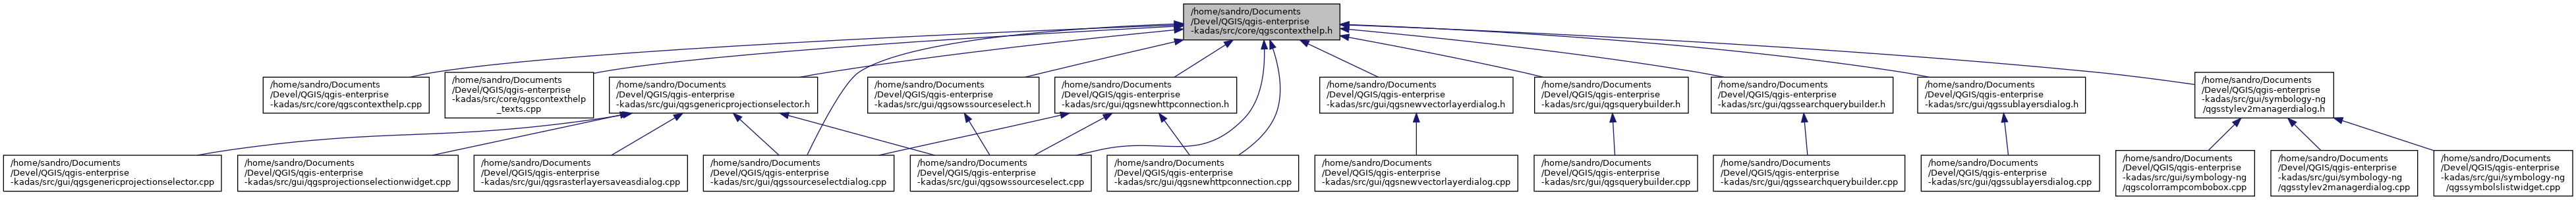 /home/sandro/Documents
/Devel/QGIS/qgis-enterprise
-kadas/src/core/qgscontexthelp.h
/home/sandro/Documents
/Devel/QGIS/qgis-enterprise
-kadas/src/core/qgscontexthelp.cpp
/home/sandro/Documents
/Devel/QGIS/qgis-enterprise
-kadas/src/core/qgscontexthelp
_texts.cpp
/home/sandro/Documents
/Devel/QGIS/qgis-enterprise
-kadas/src/gui/qgsgenericprojectionselector.h
/home/sandro/Documents
/Devel/QGIS/qgis-enterprise
-kadas/src/gui/qgsowssourceselect.h
/home/sandro/Documents
/Devel/QGIS/qgis-enterprise
-kadas/src/gui/qgsnewhttpconnection.h
/home/sandro/Documents
/Devel/QGIS/qgis-enterprise
-kadas/src/gui/qgsnewvectorlayerdialog.h
/home/sandro/Documents
/Devel/QGIS/qgis-enterprise
-kadas/src/gui/qgsquerybuilder.h
/home/sandro/Documents
/Devel/QGIS/qgis-enterprise
-kadas/src/gui/qgssearchquerybuilder.h
/home/sandro/Documents
/Devel/QGIS/qgis-enterprise
-kadas/src/gui/qgssublayersdialog.h
/home/sandro/Documents
/Devel/QGIS/qgis-enterprise
-kadas/src/gui/symbology-ng
/qgsstylev2managerdialog.h
/home/sandro/Documents
/Devel/QGIS/qgis-enterprise
-kadas/src/gui/qgsgenericprojectionselector.cpp
/home/sandro/Documents
/Devel/QGIS/qgis-enterprise
-kadas/src/gui/qgsprojectionselectionwidget.cpp
/home/sandro/Documents
/Devel/QGIS/qgis-enterprise
-kadas/src/gui/qgsrasterlayersaveasdialog.cpp
/home/sandro/Documents
/Devel/QGIS/qgis-enterprise
-kadas/src/gui/qgssourceselectdialog.cpp
/home/sandro/Documents
/Devel/QGIS/qgis-enterprise
-kadas/src/gui/qgsowssourceselect.cpp
/home/sandro/Documents
/Devel/QGIS/qgis-enterprise
-kadas/src/gui/qgsnewhttpconnection.cpp
/home/sandro/Documents
/Devel/QGIS/qgis-enterprise
-kadas/src/gui/qgsnewvectorlayerdialog.cpp
/home/sandro/Documents
/Devel/QGIS/qgis-enterprise
-kadas/src/gui/qgsquerybuilder.cpp
/home/sandro/Documents
/Devel/QGIS/qgis-enterprise
-kadas/src/gui/qgssearchquerybuilder.cpp
/home/sandro/Documents
/Devel/QGIS/qgis-enterprise
-kadas/src/gui/qgssublayersdialog.cpp
/home/sandro/Documents
/Devel/QGIS/qgis-enterprise
-kadas/src/gui/symbology-ng
/qgscolorrampcombobox.cpp
/home/sandro/Documents
/Devel/QGIS/qgis-enterprise
-kadas/src/gui/symbology-ng
/qgsstylev2managerdialog.cpp
/home/sandro/Documents
/Devel/QGIS/qgis-enterprise
-kadas/src/gui/symbology-ng
/qgssymbolslistwidget.cpp